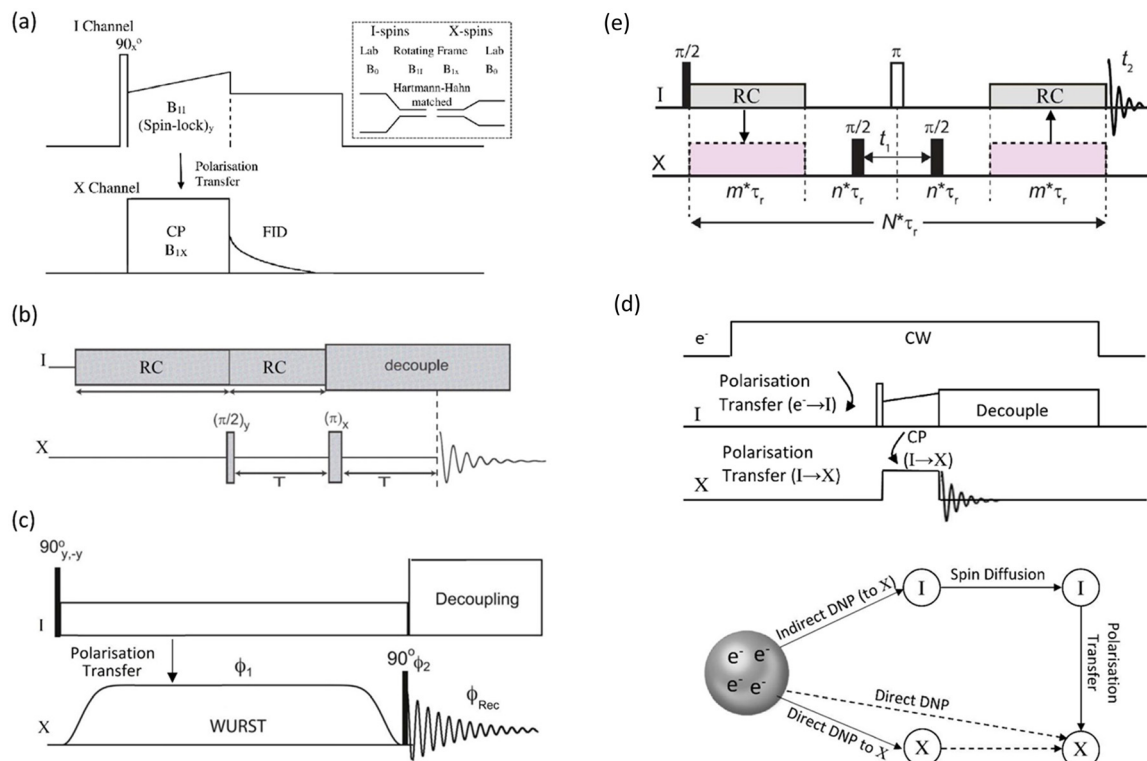 (a)
I Channel
90ₓ°
B₁I
(Spin-lock)y
Polarisation
Transfer
X Channel
CP
B₁X
FID
I-spins X-spins
Lab Rotating Frame Lab
B₀ B₁I B₁x B₀
Hartmann-Hahn
matched
(b)
I RC RC decouple
(π/2)y (π)x
X
T T
(c)
90°y,-y
Decoupling
I
Polarisation
Transfer
ϕ₁ 90°ϕ₂ ϕRec
X WURST
(e)
π/2 π t₂
I RC RC
π/2 t₁ π/2
X
m*τr n*τr n*τr m*τr
N*τr
(d)
e⁻ CW
Polarisation
Transfer (e⁻→I)
I Decouple
CP
(I→X)
Polarisation
Transfer (I→X)
X
Indirect DNP (to X) I Spin Diffusion I
e⁻ e⁻
e⁻ e⁻
Polarisation
Transfer
Direct DNP
Direct DNP to X X X